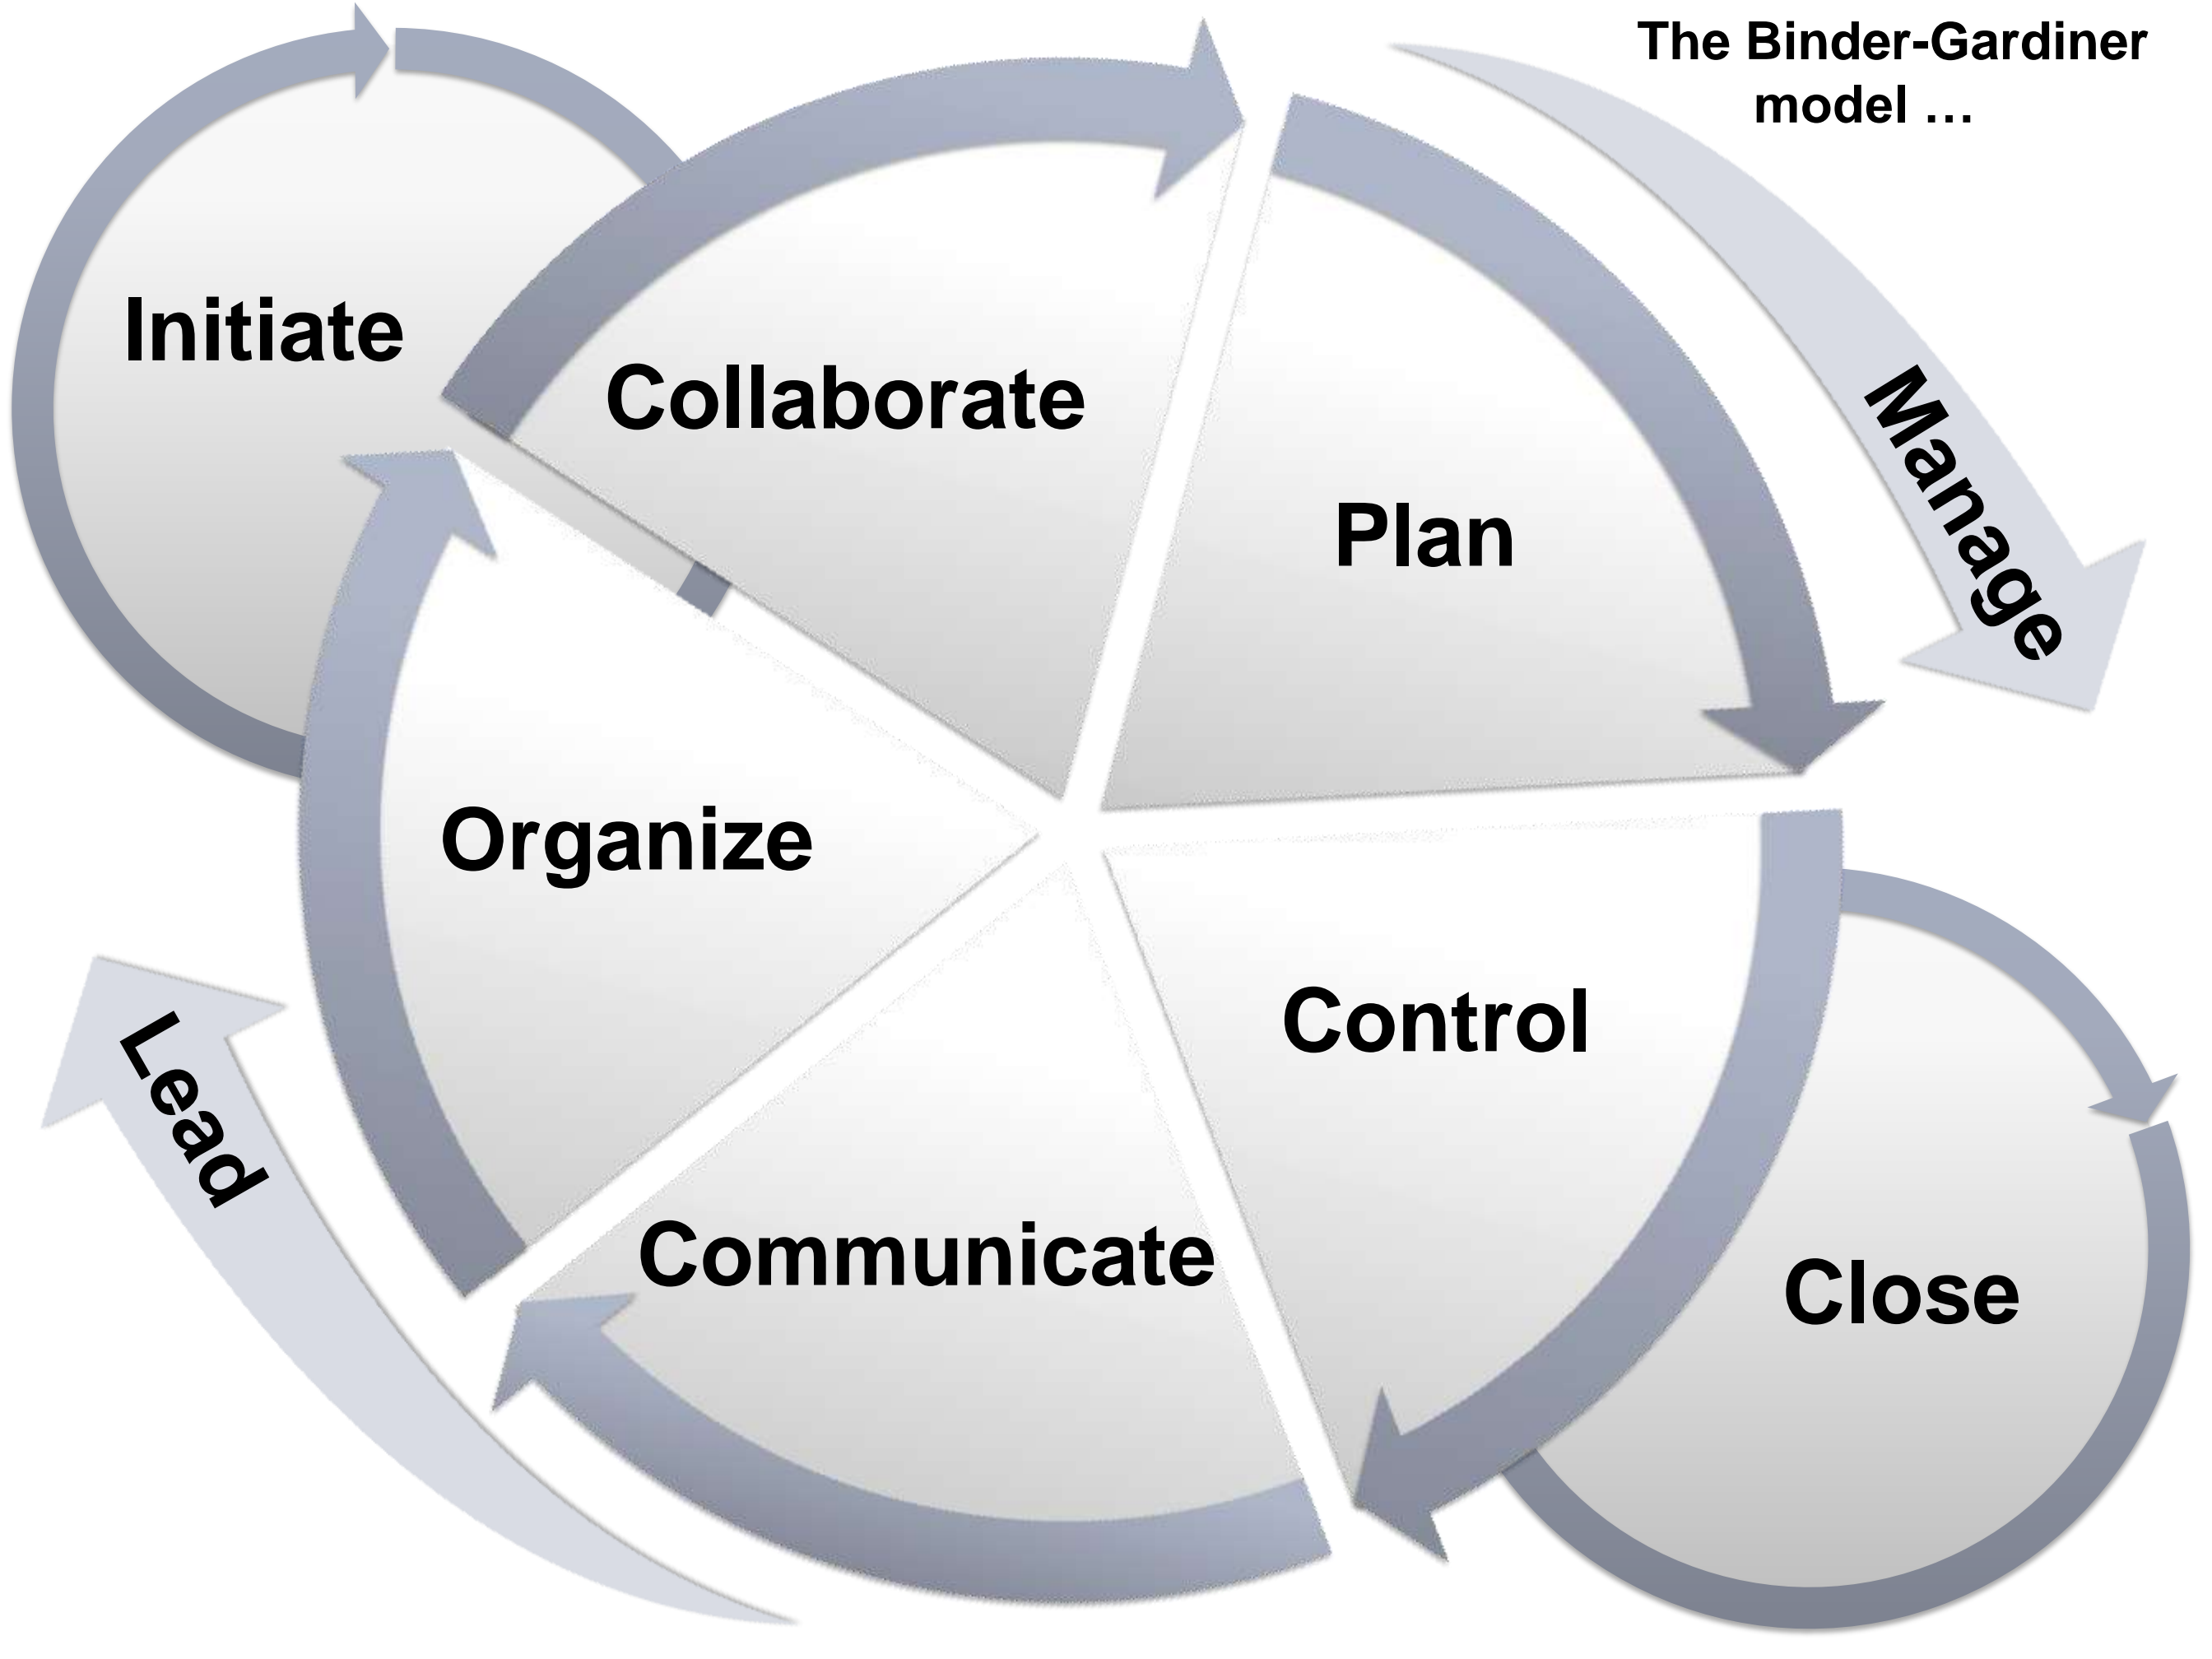 The Binder-Gardiner
model …
Initiate
Collaborate
Plan
Manage
Organize
Control
Lead
Communicate
Close